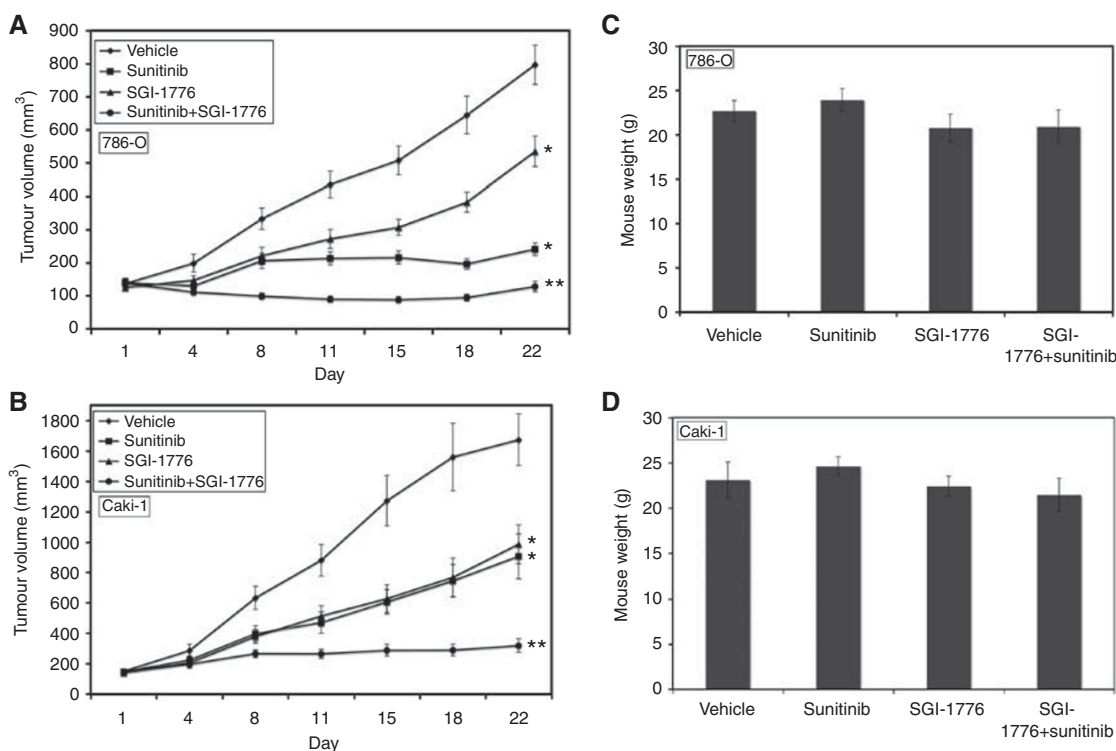 A
900
800
700
600
500
400
300
200
100
0
Tumour volume (mm³)
Vehicle
Sunitinib
SGI-1776
Sunitinib+SGI-1776
786-O
*
*
**
1 4 8 11 15 18 22
Day
C
30
25
20
15
10
5
0
Mouse weight (g)
786-O
Vehicle Sunitinib SGI-1776 SGI-
1776+sunitinib
B
1800
1600
1400
1200
1000
800
600
400
200
0
Tumour volume (mm³)
Vehicle
Sunitinib
SGI-1776
Sunitinib+SGI-1776
Caki-1
*
*
**
1 4 8 11 15 18 22
Day
D
30
25
20
15
10
5
0
Mouse weight (g)
Caki-1
Vehicle Sunitinib SGI-1776 SGI-
1776+sunitinib